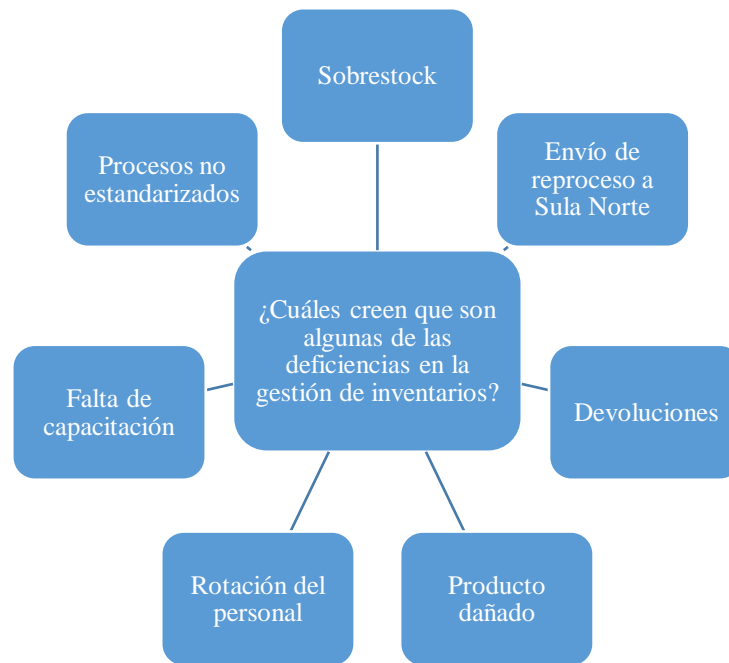 Sobrestock
Procesos no
estandarizados
Envío de
reproceso a
Sula Norte
¿Cuáles creen que son
algunas de las
deficiencias en la
gestión de inventarios?
Falta de
capacitación
Devoluciones
Rotación del
personal
Producto
dañado